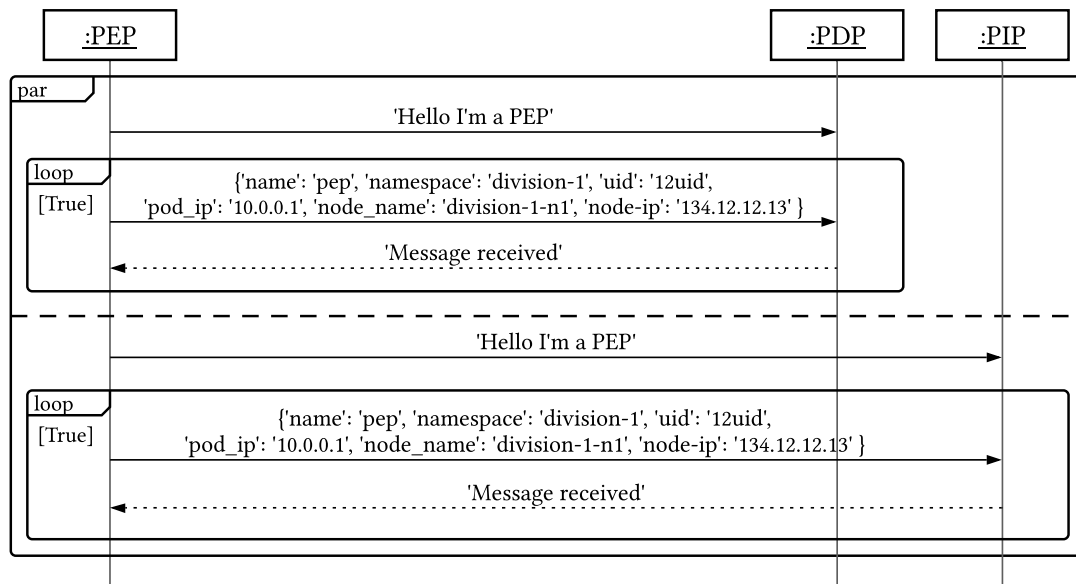 :PEP
:PDP
:PIP
par
'Hello I'm a PEP'
loop
[True]
{'name': 'pep', 'namespace': 'division-1', 'uid': '12uid',
'pod_ip': '10.0.0.1', 'node_name': 'division-1-n1', 'node-ip': '134.12.12.13' }
'Message received'
'Hello I'm a PEP'
loop
[True]
{'name': 'pep', 'namespace': 'division-1', 'uid': '12uid',
'pod_ip': '10.0.0.1', 'node_name': 'division-1-n1', 'node-ip': '134.12.12.13' }
'Message received'